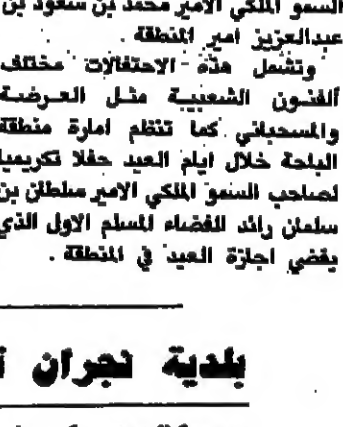 السمو الملكي الامير محمد بن سعود بن
عبدالعزيز امير المنطقة .
وتشمل هذه الاحتفالات مختلف
الفنون الشعبية مثل العرضة
والمسحباني كما تنظم امارة منطقة
الباحة خلال ايام العيد حفلا تكريميا
لصاحب السمو الملكي الامير سلطان بن
سلمان رائد الفضاء المسلم الاول الذي
يقضي اجازة العيد في المنطقة .
بلدية نجران